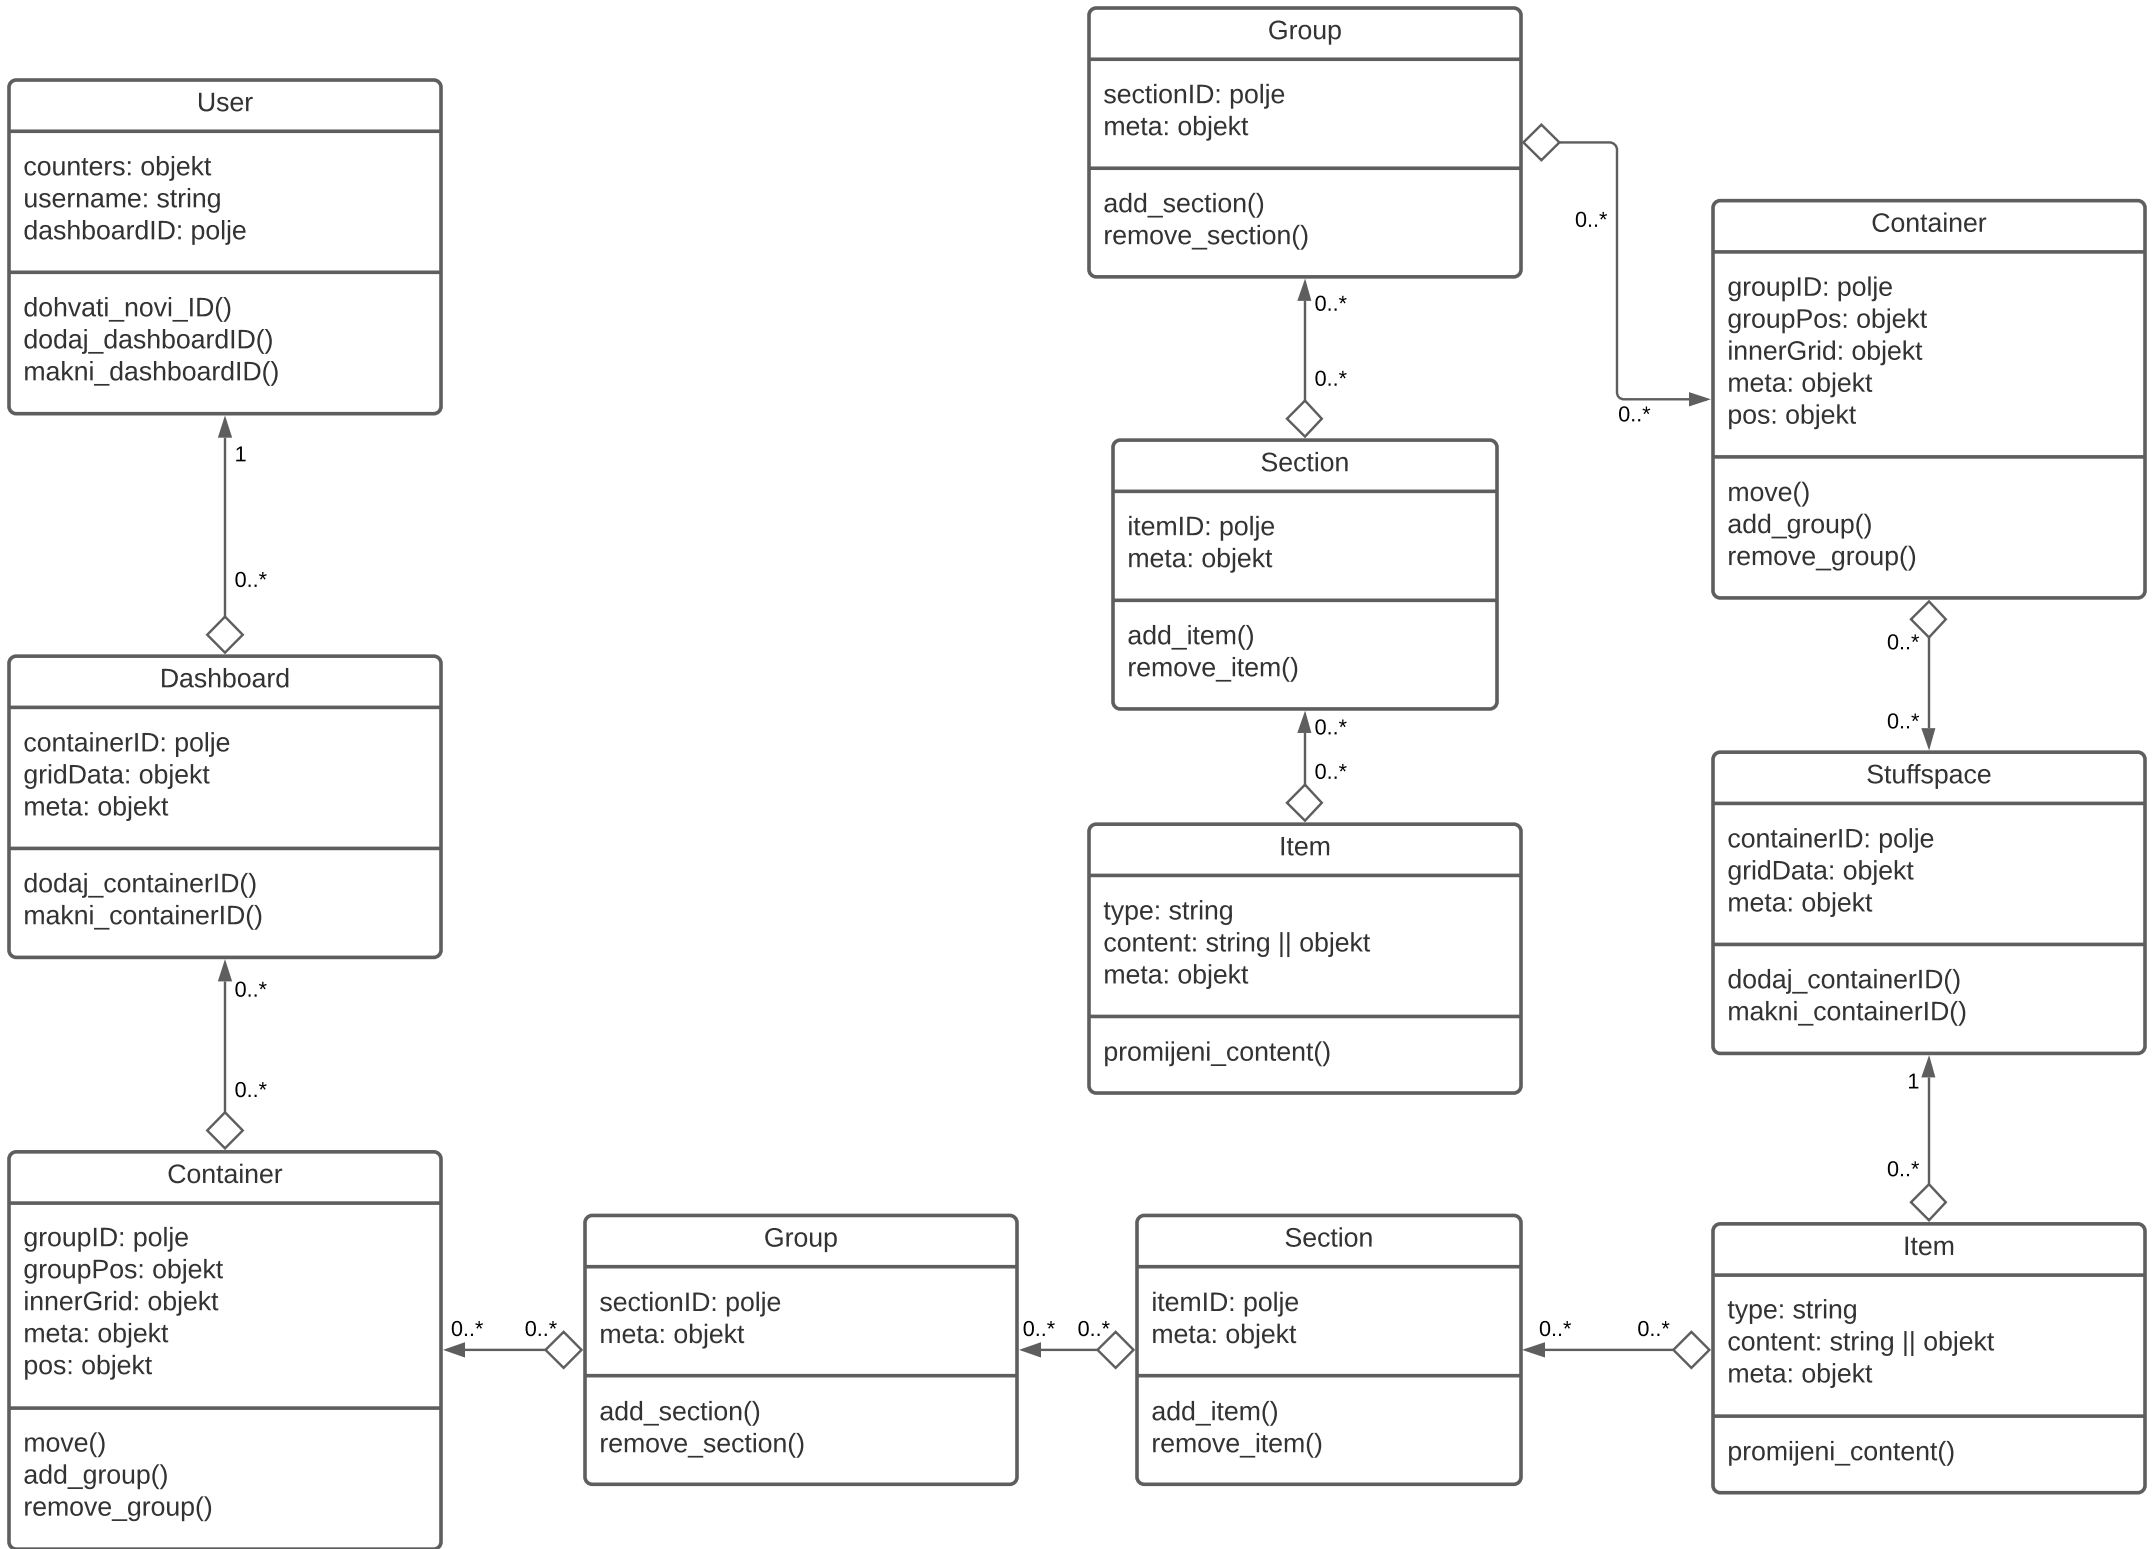 User
counters: objekt
username: string
dashboardID: polje
dohvati_novi_ID()
dodaj_dashboardID()
makni_dashboardID()
1
0..*
Dashboard
containerID: polje
gridData: objekt
meta: objekt
dodaj_containerID()
makni_containerID()
0..*
0..*
Container
groupID: polje
groupPos: objekt
innerGrid: objekt
meta: objekt
pos: objekt
move()
add_group()
remove_group()
0..*
0..*
Group
sectionID: polje
meta: objekt
add_section()
remove_section()
0..*
0..*
Section
itemID: polje
meta: objekt
add_item()
remove_item()
0..*
0..*
Item
type: string
content: string || objekt
meta: objekt
promijeni_content()
Group
sectionID: polje
meta: objekt
add_section()
remove_section()
0..*
0..*
Section
itemID: polje
meta: objekt
add_item()
remove_item()
0..*
0..*
Item
type: string
content: string || objekt
meta: objekt
promijeni_content()
0..*
0..*
Container
groupID: polje
groupPos: objekt
innerGrid: objekt
meta: objekt
pos: objekt
move()
add_group()
remove_group()
0..*
0..*
Stuffspace
containerID: polje
gridData: objekt
meta: objekt
dodaj_containerID()
makni_containerID()
1
0..*